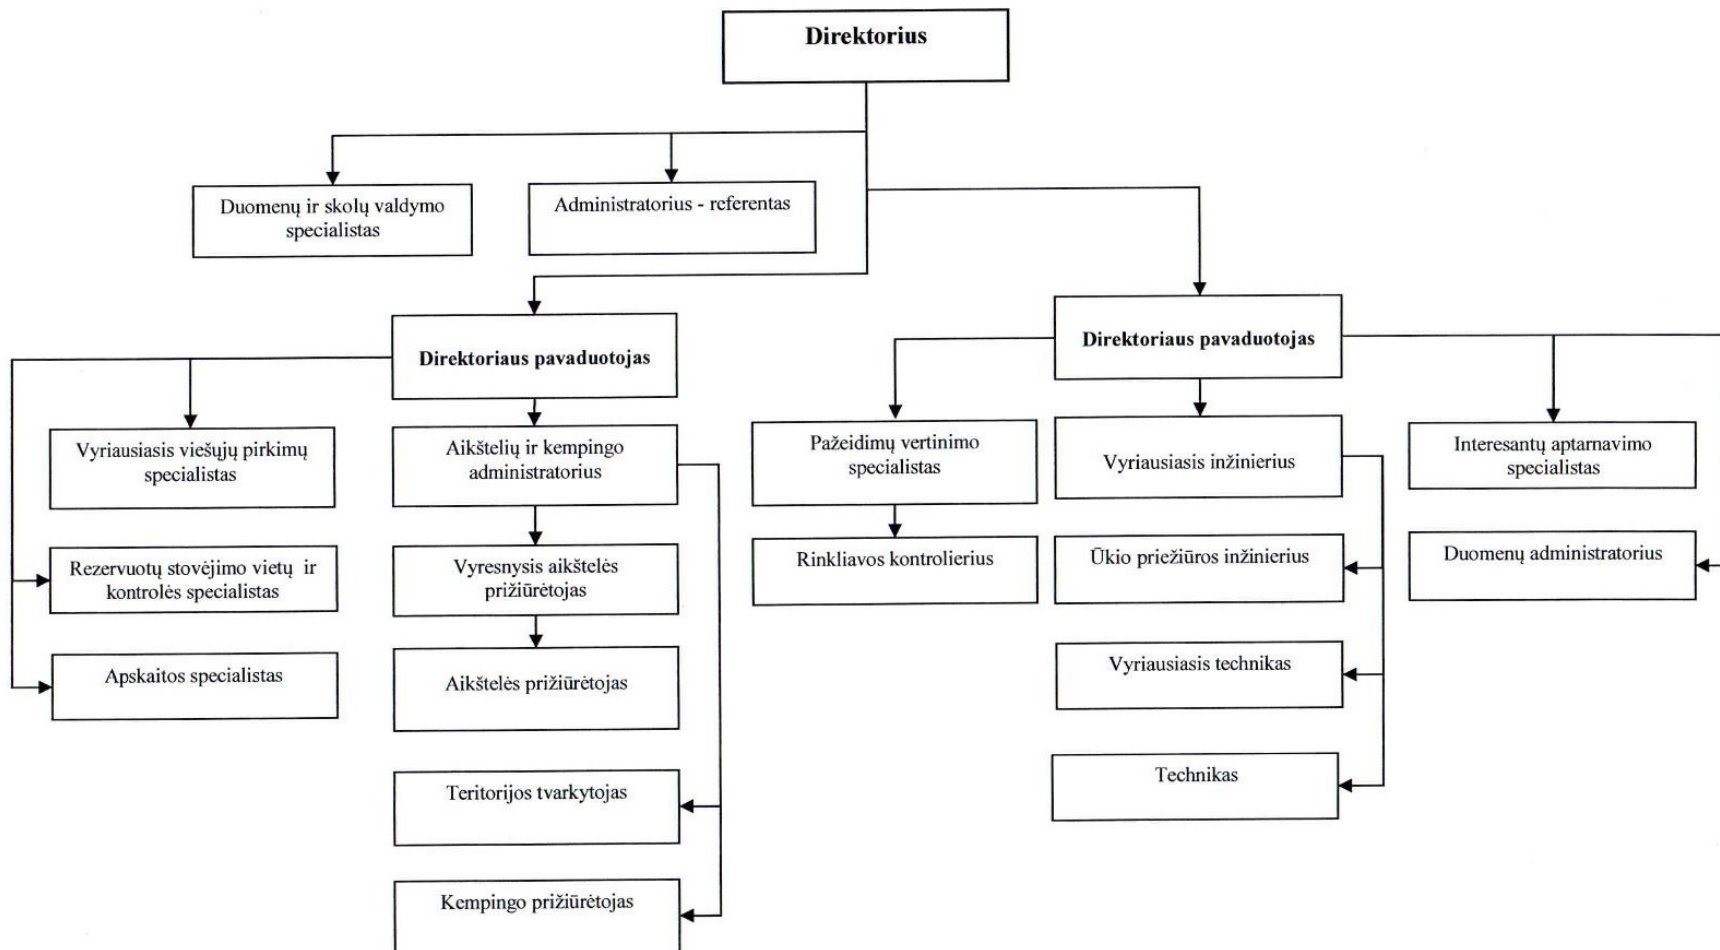 Direktorius
Duomenų ir skolų valdymo
specialistas
Administratorius - referentas
Direktoriaus pavaduotojas
Direktoriaus pavaduotojas
Vyriausiasis viešųjų pirkimų
specialistas
Rezervuotų stovėjimo vietų ir
kontrolės specialistas
Apskaitos specialistas
Aikštelių ir kempingo
administratorius
Vyresnysis aikštelės
prižiūrėtojas
Aikštelės prižiūrėtojas
Teritorijos tvarkytojas
Kempingo prižiūrėtojas
Pažeidimų vertinimo
specialistas
Rinkliavos kontrolierius
Vyriausiasis inžinierius
Ūkio priežiūros inžinierius
Vyriausiasis technikas
Technikas
Interesantų aptarnavimo
specialistas
Duomenų administratorius